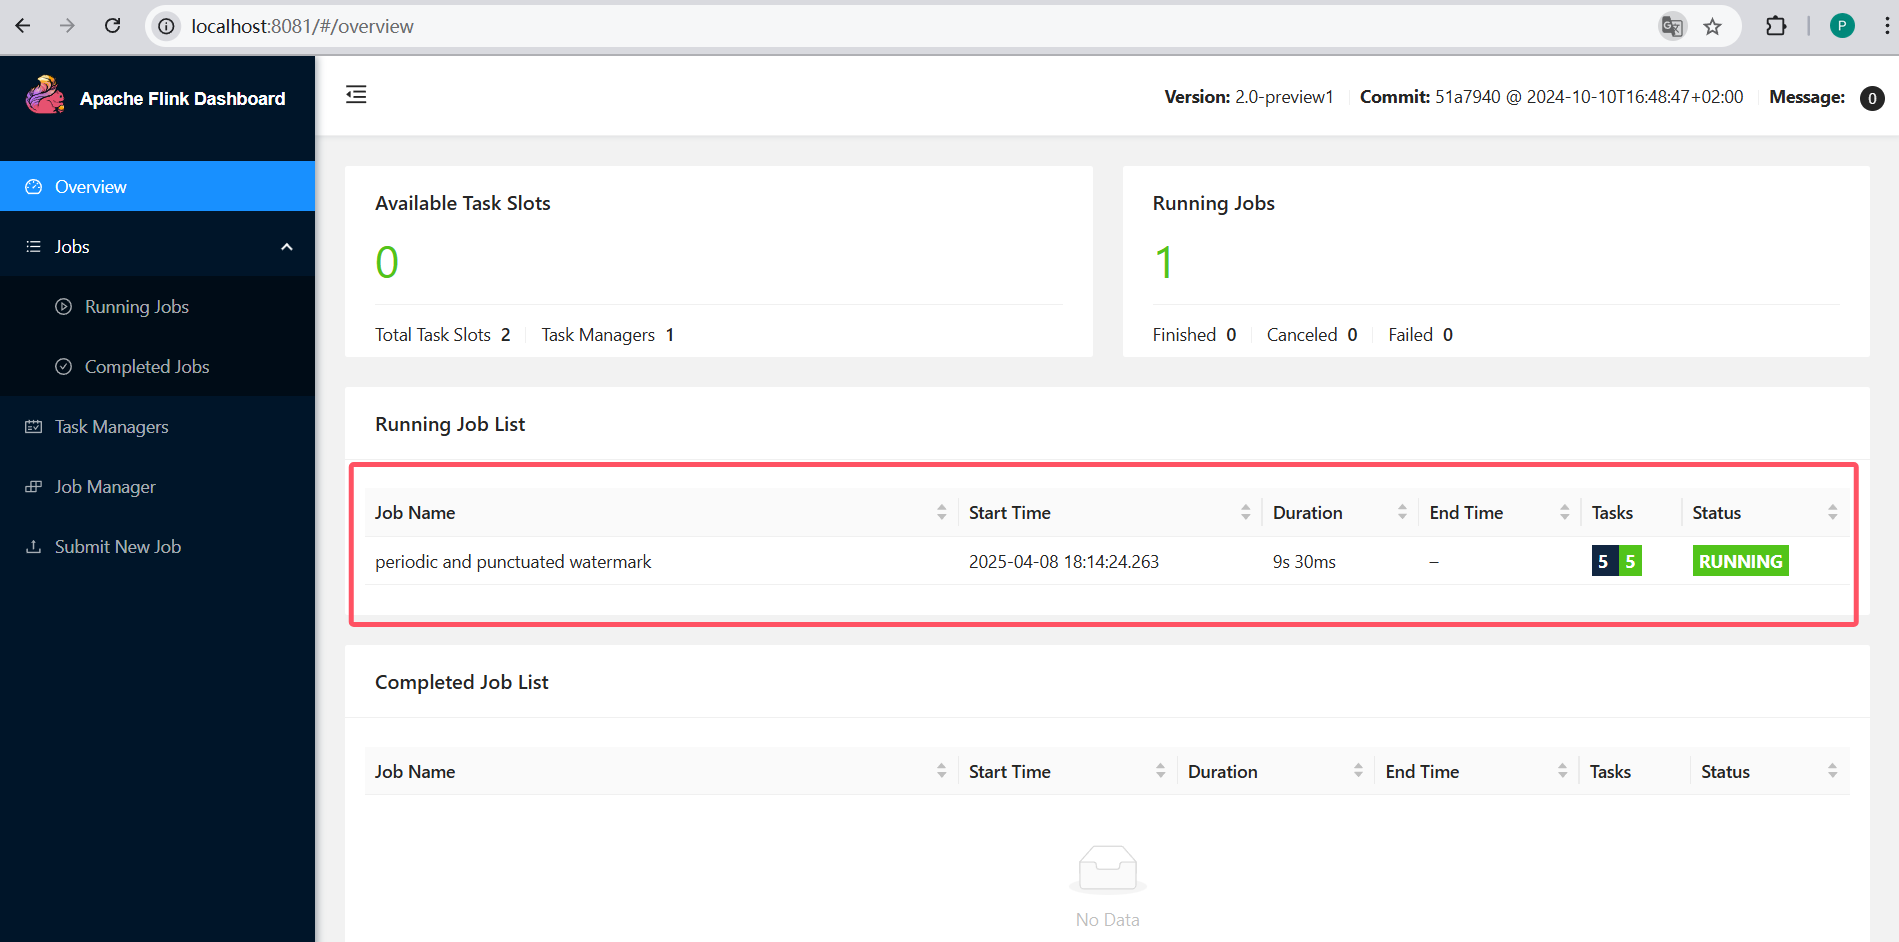 localhost:8081/#/overview
P
Apache Flink Dashboard
Version: 2.0-preview1 Commit: 51a7940 @ 2024-10-10T16:48:47+02:00 Message: 0
Overview
Jobs
Running Jobs
Completed Jobs
Task Managers
Job Manager
Submit New Job
Available Task Slots
0
Total Task Slots 2 Task Managers 1
Running Jobs
1
Finished 0 Canceled 0 Failed 0
Running Job List
Job Name Start Time Duration End Time Tasks Status
periodic and punctuated watermark 2025-04-08 18:14:24.263 9s 30ms – 5 5 RUNNING
Completed Job List
Job Name Start Time Duration End Time Tasks Status
No Data